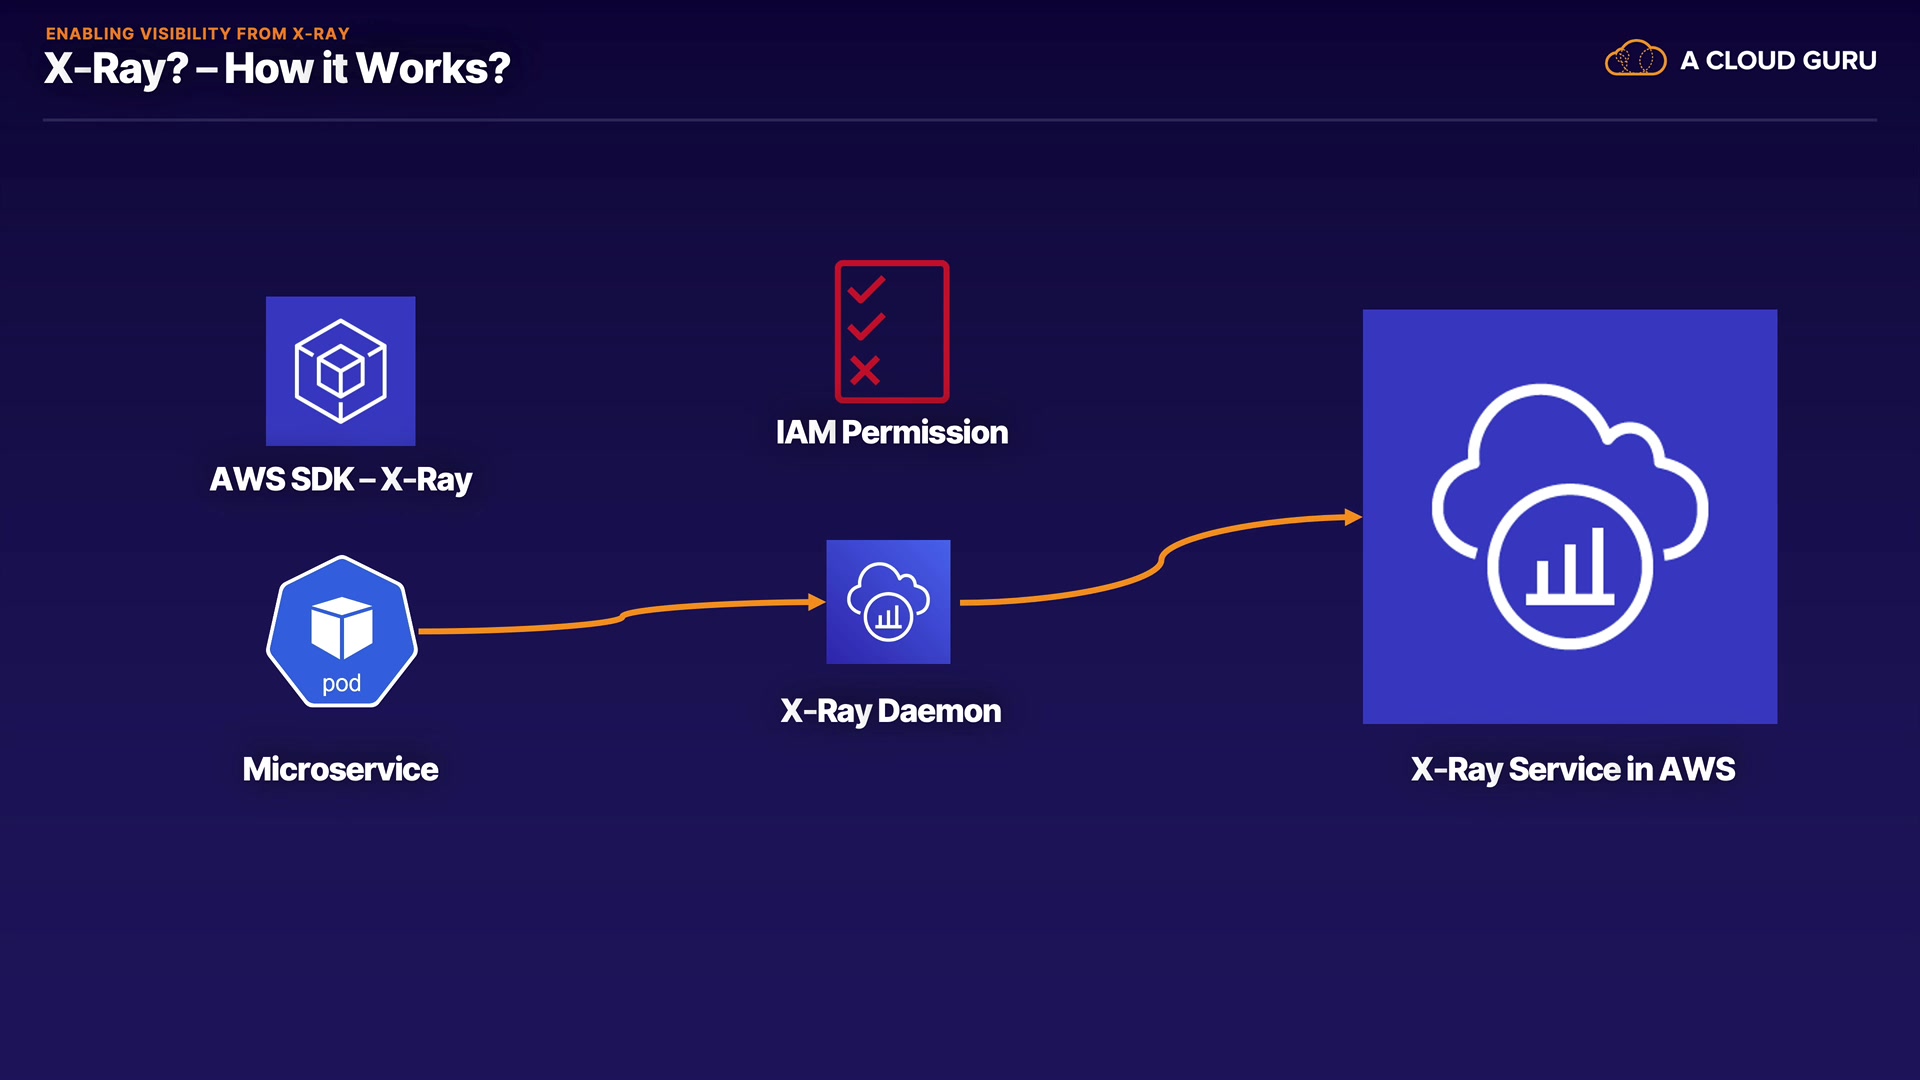 ENABLING VISIBILITY FROM X-RAY
X-Ray? – How it Works?
A CLOUD GURU
AWS SDK – X-Ray
IAM Permission
pod
Microservice
X-Ray Daemon
X-Ray Service in AWS